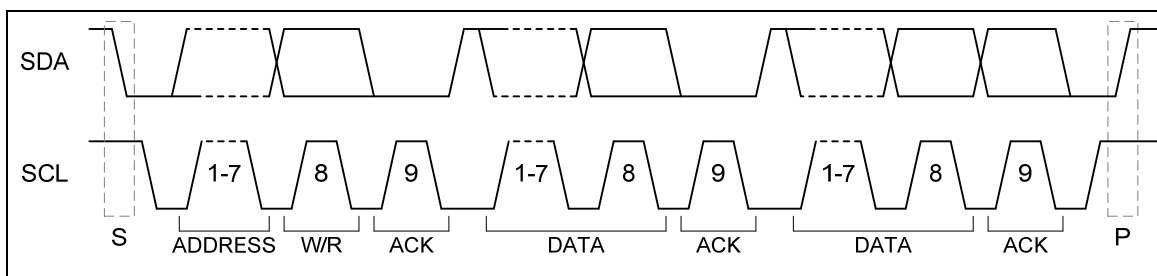 SDA
SCL
1-7 8 9 1-7 8 9 1-7 8 9
S ADDRESS W/R ACK DATA ACK DATA ACK P